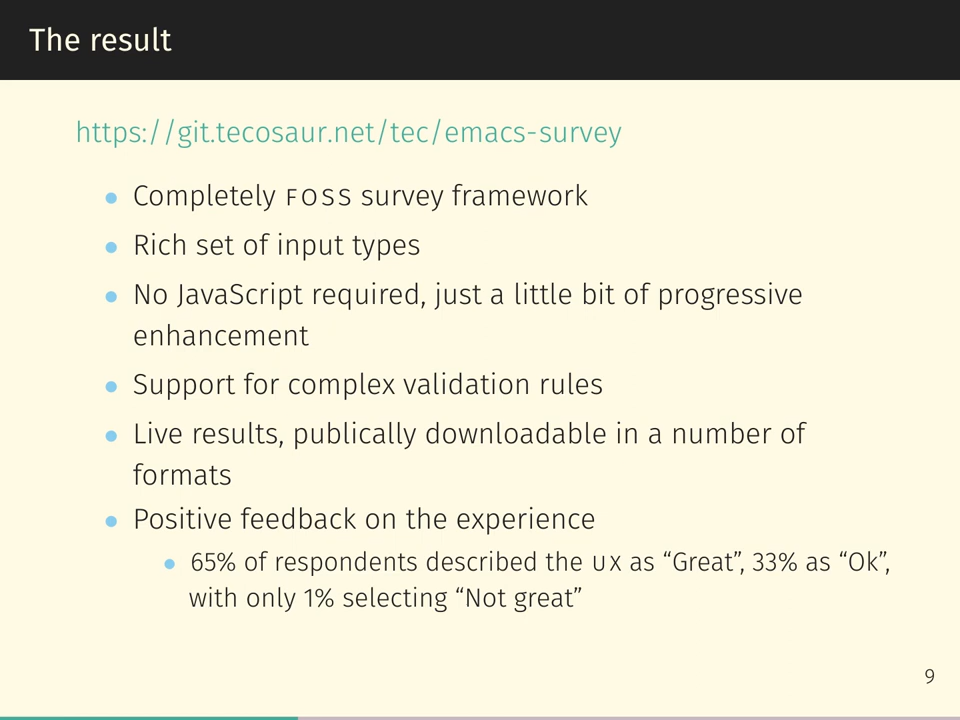 The result
https://git.tecosaur.net/tec/emacs-survey
• Completely FOSS survey framework
• Rich set of input types
• No JavaScript required, just a little bit of progressive
enhancement
• Support for complex validation rules
• Live results, publically downloadable in a number of
formats
• Positive feedback on the experience
• 65% of respondents described the UX as “Great”, 33% as “Ok”,
with only 1% selecting “Not great”
9